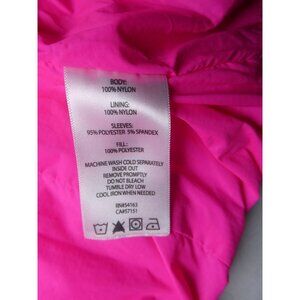 BODY:
100% NYLON
LINING:
100% NYLON
SLEEVES:
95% POLYESTER 5% SPANDEX
FILL:
100% POLYESTER
MACHINE WASH COLD SEPARATELY
INSIDE OUT
REMOVE PROMPTLY
DO NOT BLEACH
TUMBLE DRY LOW
COOL IRON WHEN NEEDED
RN#54163
CA#57151